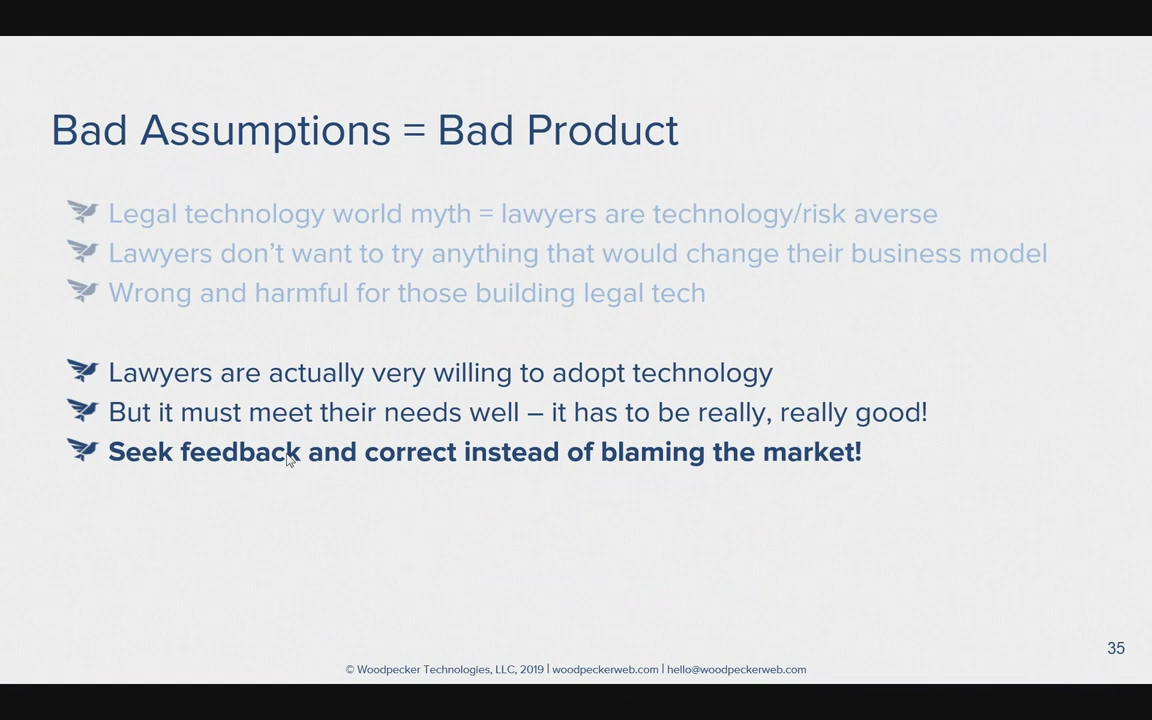 Bad Assumptions = Bad Product
Legal technology world myth = lawyers are technology/risk averse
Lawyers don’t want to try anything that would change their business model
Wrong and harmful for those building legal tech
Lawyers are actually very willing to adopt technology
But it must meet their needs well – it has to be really, really good!
Seek feedback and correct instead of blaming the market!
35
© Woodpecker Technologies, LLC, 2019 | woodpeckerweb.com | hello@woodpeckerweb.com